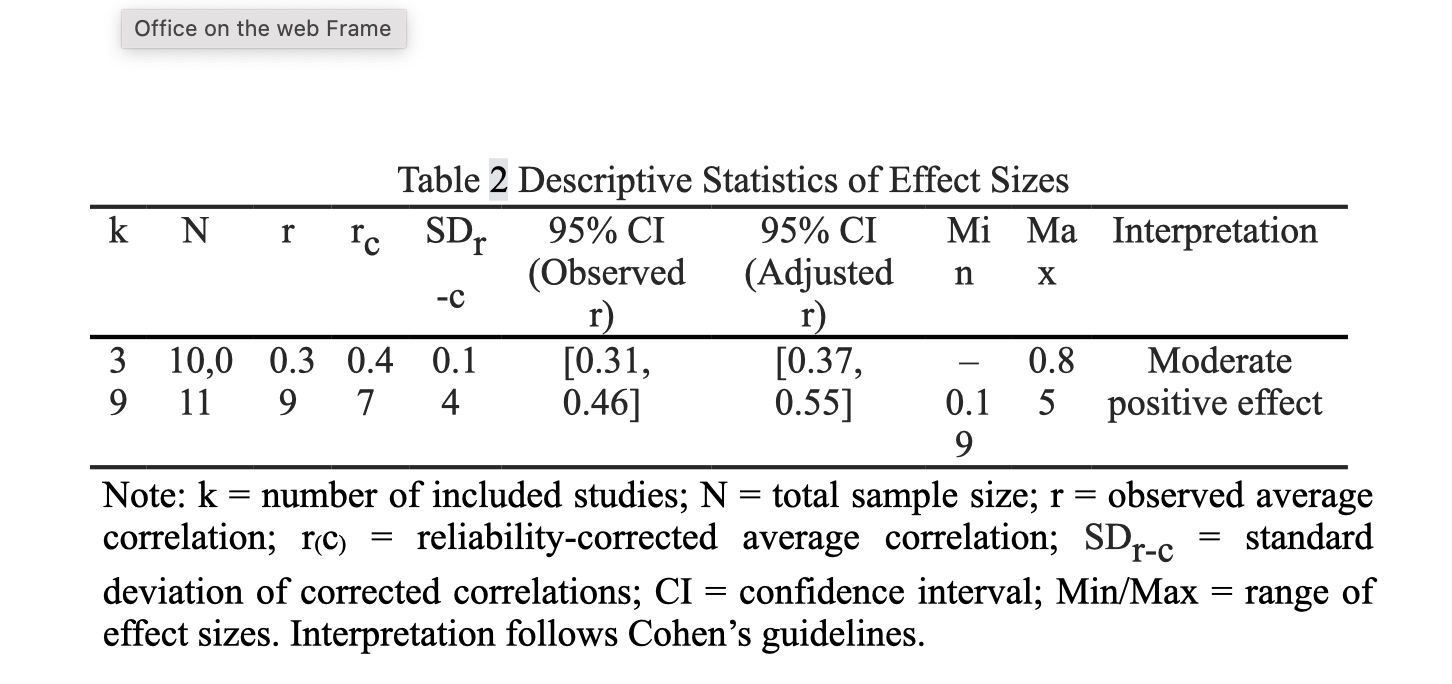 Office on the web Frame
Table 2 Descriptive Statistics of Effect Sizes
k N r rc SDr 95% CI 95% CI Mi Ma Interpretation
(Observed (Adjusted n x
-c
r) r)
3 10,0 0.3 0.4 0.1 [0.31, [0.37, – 0.8 Moderate
9 11 9 7 4 0.46] 0.55] 0.1 5 positive effect
9
Note: k = number of included studies; N = total sample size; r = observed average
correlation; r(c) = reliability-corrected average correlation; SDr-c = standard
deviation of corrected correlations; CI = confidence interval; Min/Max = range of
effect sizes. Interpretation follows Cohen’s guidelines.